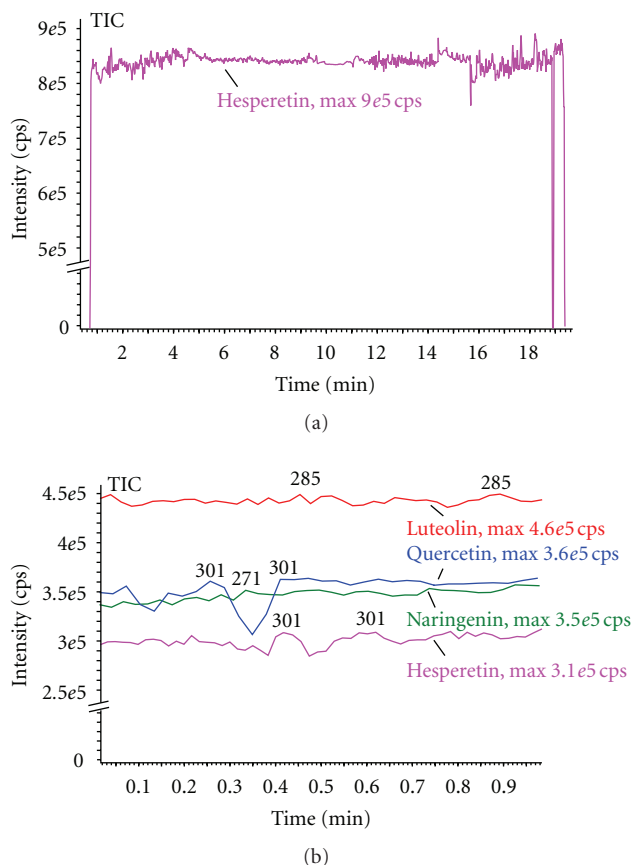 TIC
9e5
8e5
7e5
6e5
5e5
0
Intensity (cps)
Hesperetin, max 9e5 cps
2 4 6 8 10 12 14 16 18
Time (min)
(a)
TIC
4.5e5
4e5
3.5e5
3e5
2.5e5
0
Intensity (cps)
285 285
Luteolin, max 4.6e5 cps
Quercetin, max 3.6e5 cps
301 271 301
Naringenin, max 3.5e5 cps
301 301
Hesperetin, max 3.1e5 cps
0.1 0.2 0.3 0.4 0.5 0.6 0.7 0.8 0.9
Time (min)
(b)